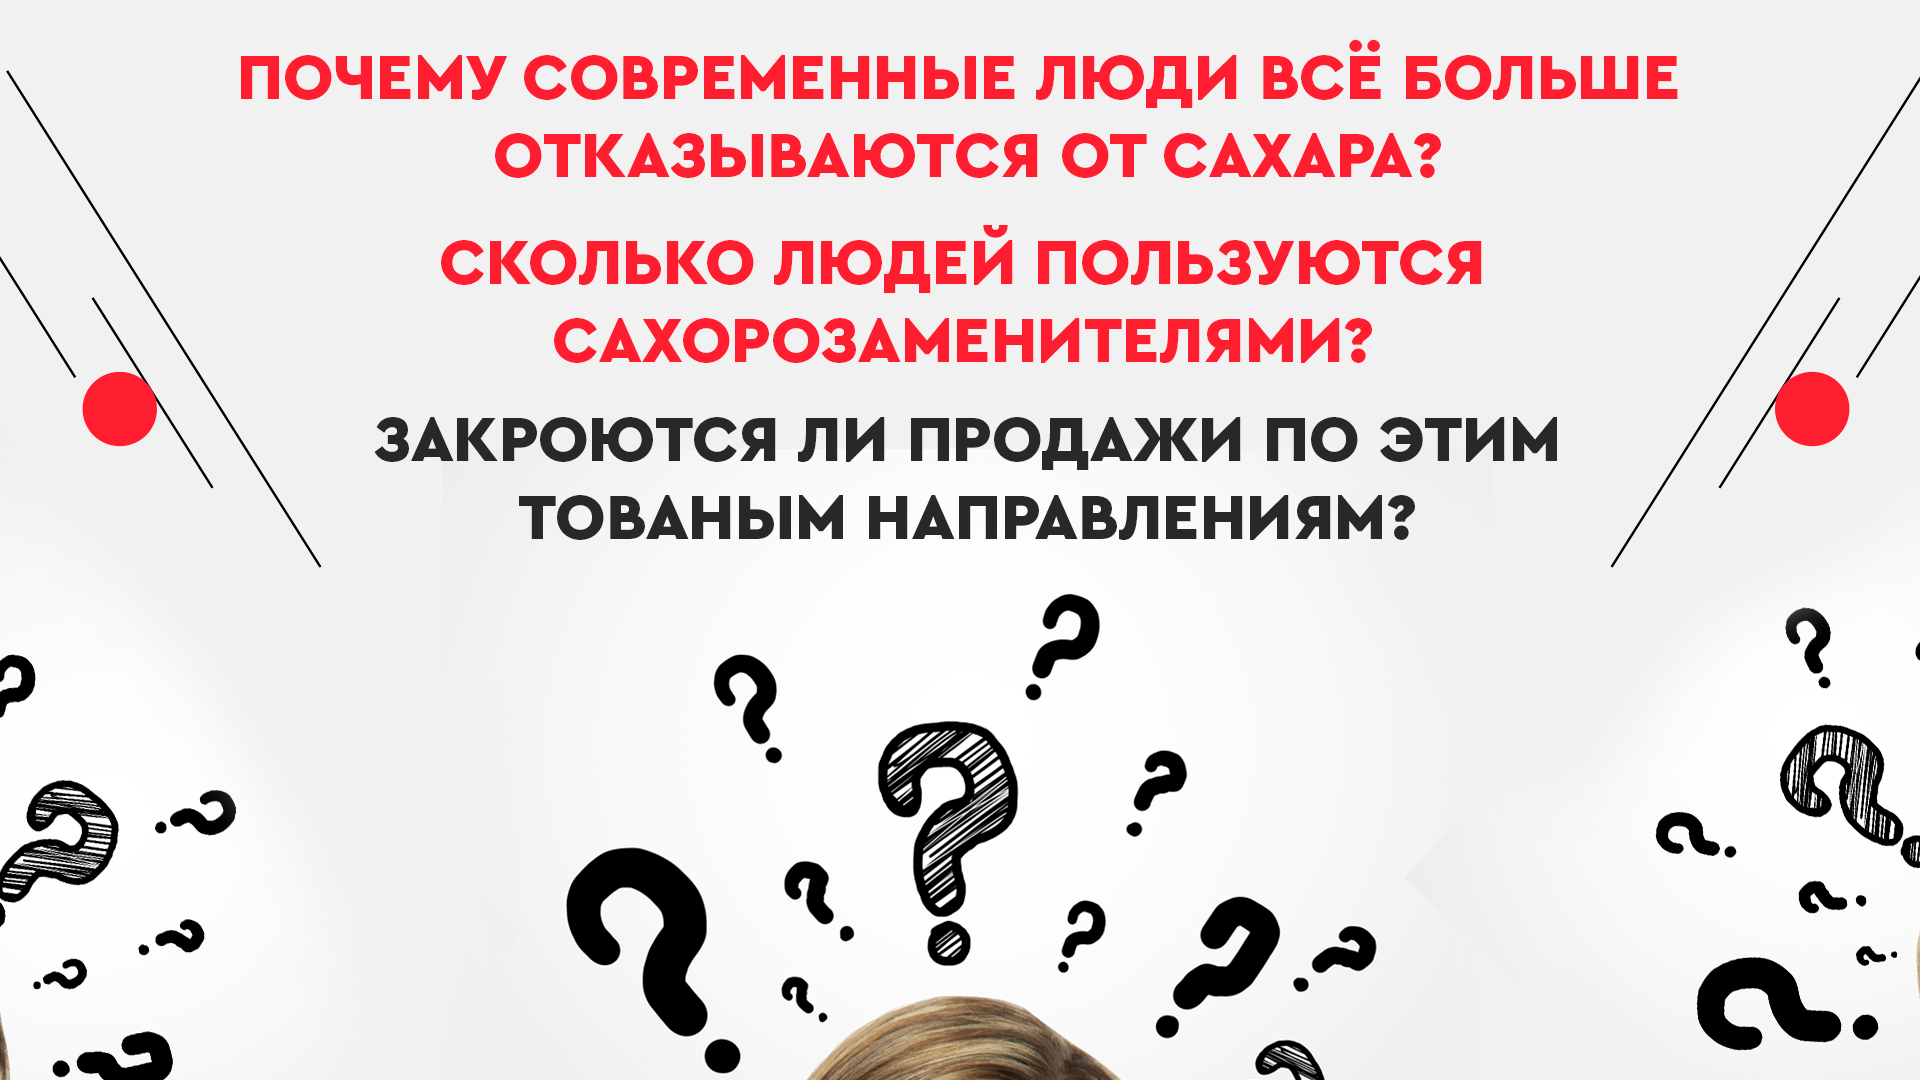 ПОЧЕМУ СОВРЕМЕННЫЕ ЛЮДИ ВСЁ БОЛЬШЕ
ОТКАЗЫВАЮТСЯ ОТ САХАРА?
СКОЛЬКО ЛЮДЕЙ ПОЛЬЗУЮТСЯ
САХОРОЗАМЕНИТЕЛЯМИ?
ЗАКРОЮТСЯ ЛИ ПРОДАЖИ ПО ЭТИМ
ТОВАНЫМ НАПРАВЛЕНИЯМ?